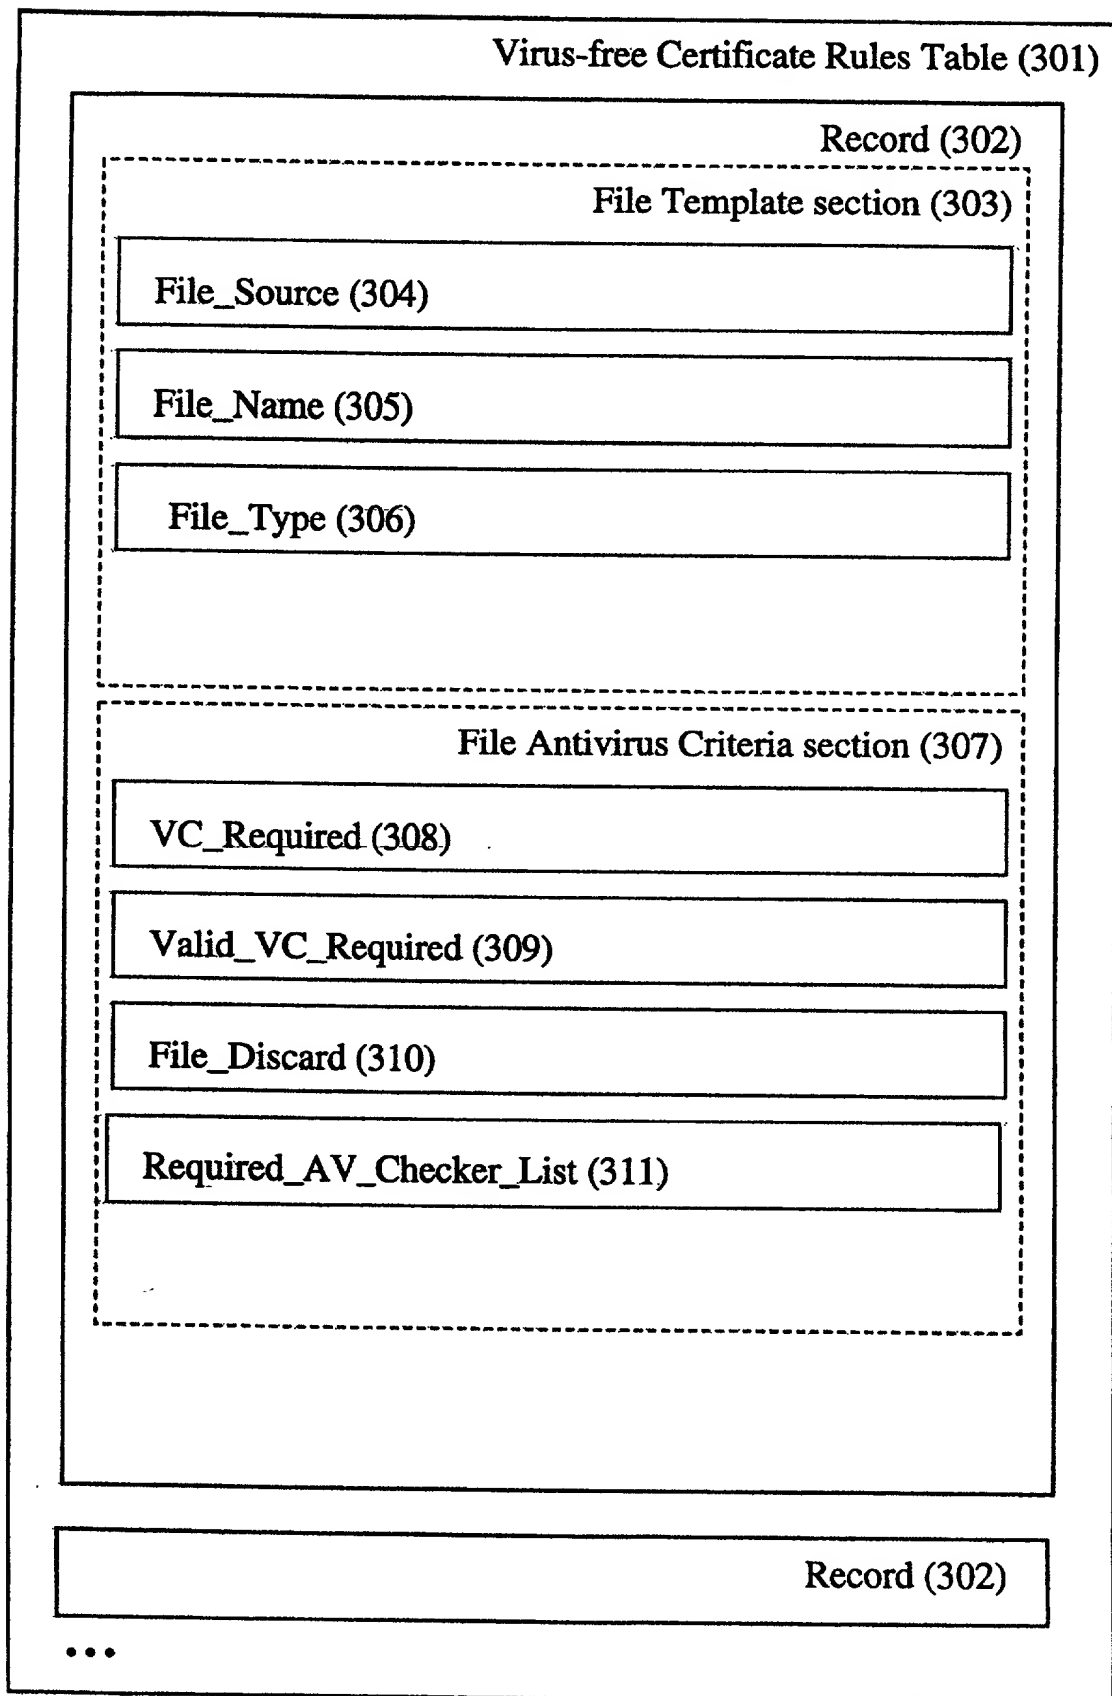 Virus-free Certificate Rules Table (301)
Record (302)
File Template section (303)
File_Source (304)
File_Name (305)
File_Type (306)
File Antivirus Criteria section (307)
VC_Required (308)
Valid_VC_Required (309)
File_Discard (310)
Required_AV_Checker_List (311)
Record (302)
•••